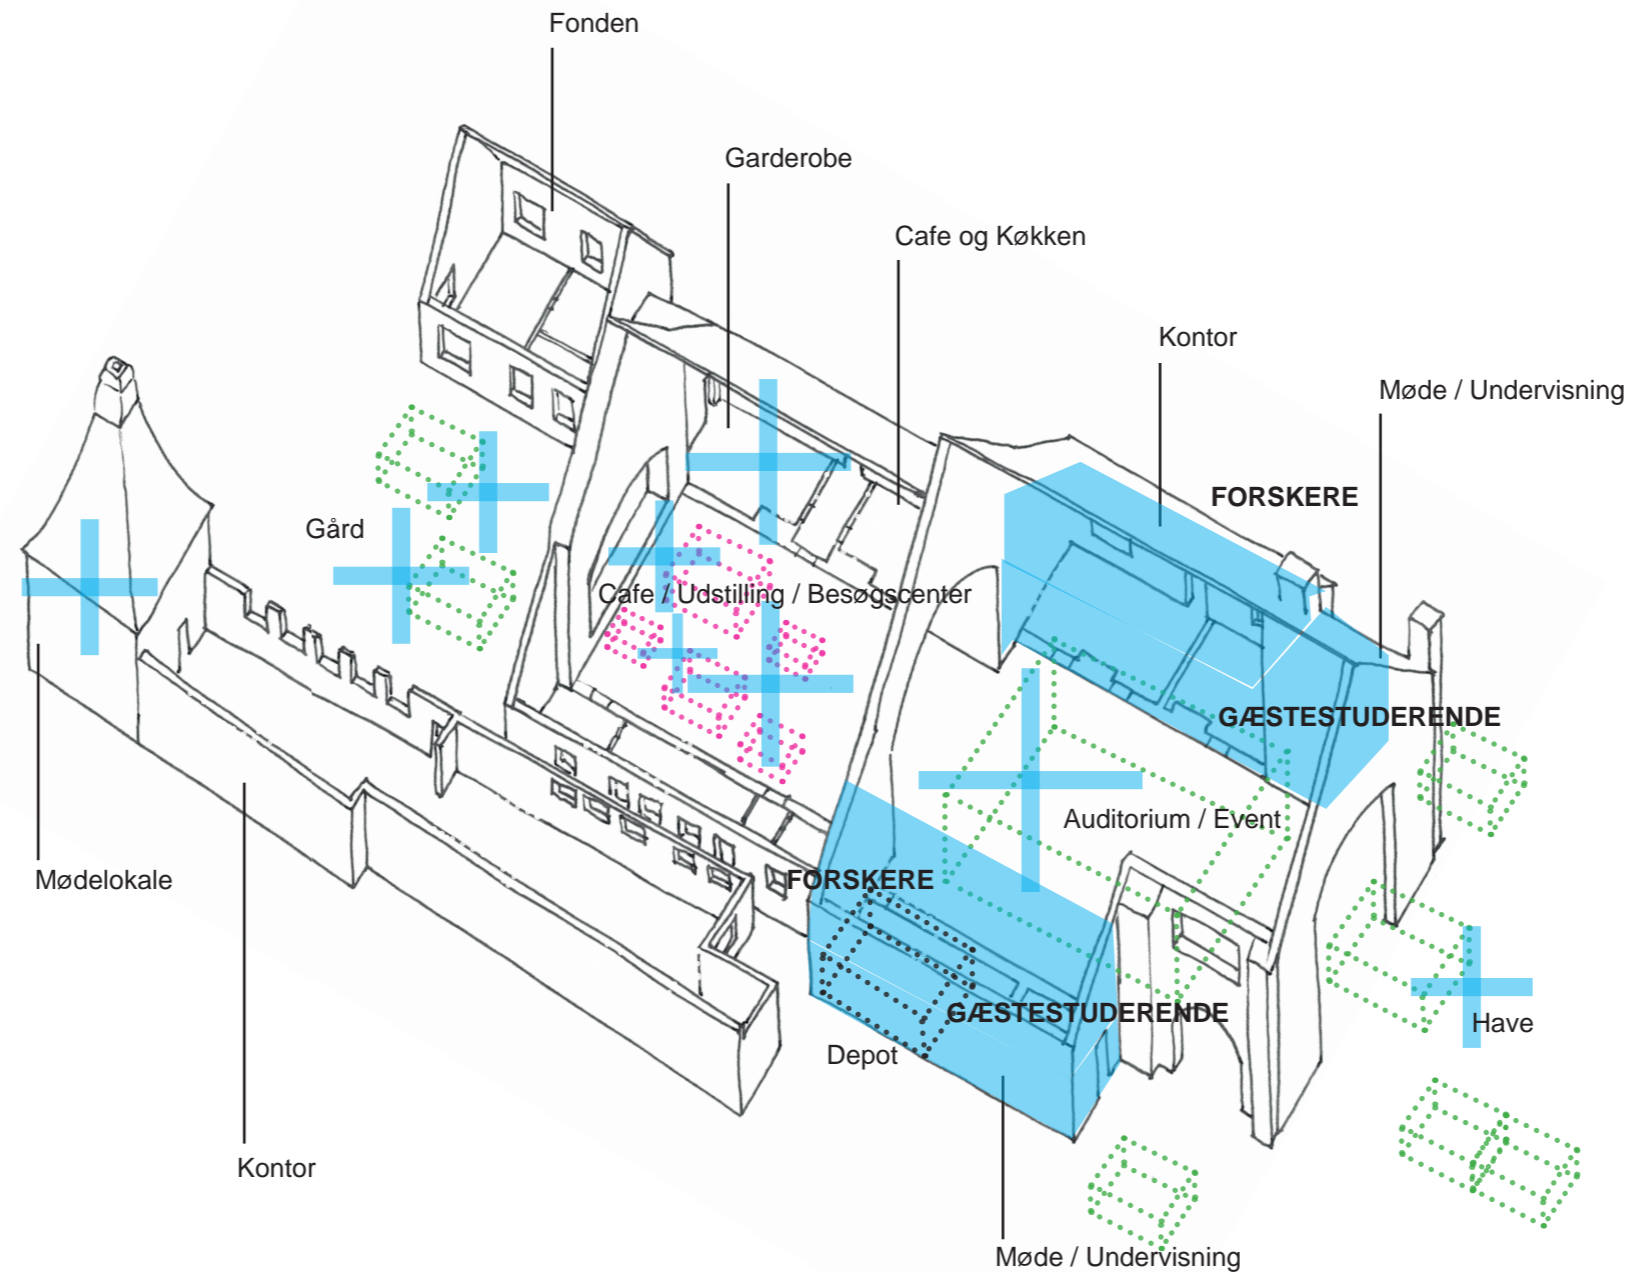 Fonden
Garderobe
Cafe og Køkken
Kontor
Møde / Undervisning
FORSKERE
Gård
Cafe / Udstilling / Besøgscenter
GÆSTESTUDERENDE
Auditorium / Event
Mødelokale
FORSKERE
GÆSTESTUDERENDE
Have
Depot
Kontor
Møde / Undervisning